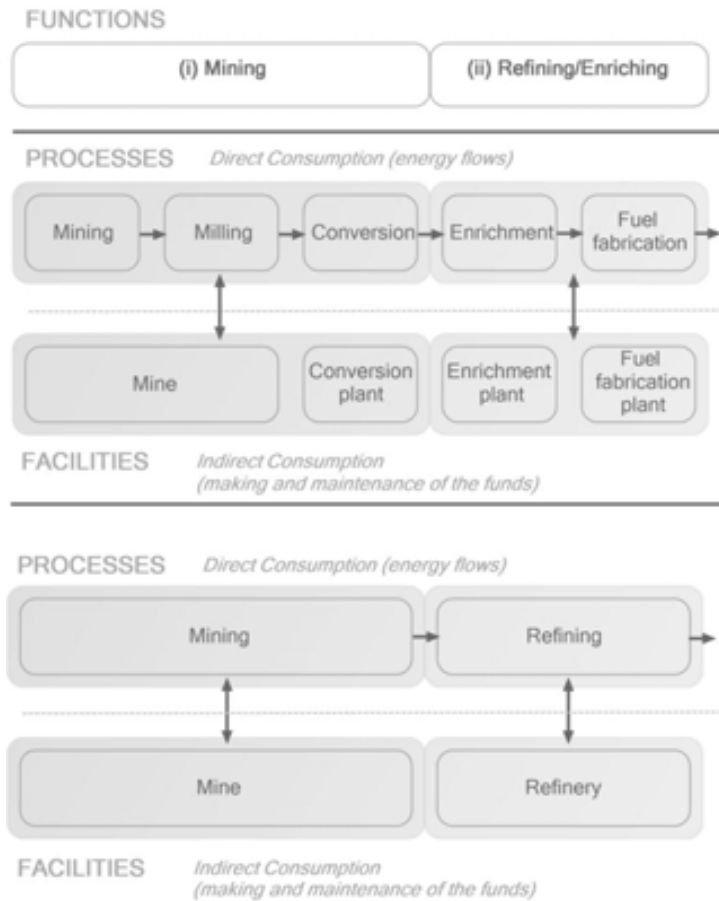 FUNCTIONS
(i) Mining
(ii) Refining/Enriching
PROCESSES
Direct Consumption (energy flows)
Mining
Milling
Conversion
Enrichment
Fuel
fabrication
Mine
Conversion
plant
Enrichment
plant
Fuel
fabrication
plant
FACILITIES
Indirect Consumption
(making and maintenance of the funds)
PROCESSES
Direct Consumption (energy flows)
Mining
Refining
Mine
Refinery
FACILITIES
Indirect Consumption
(making and maintenance of the funds)